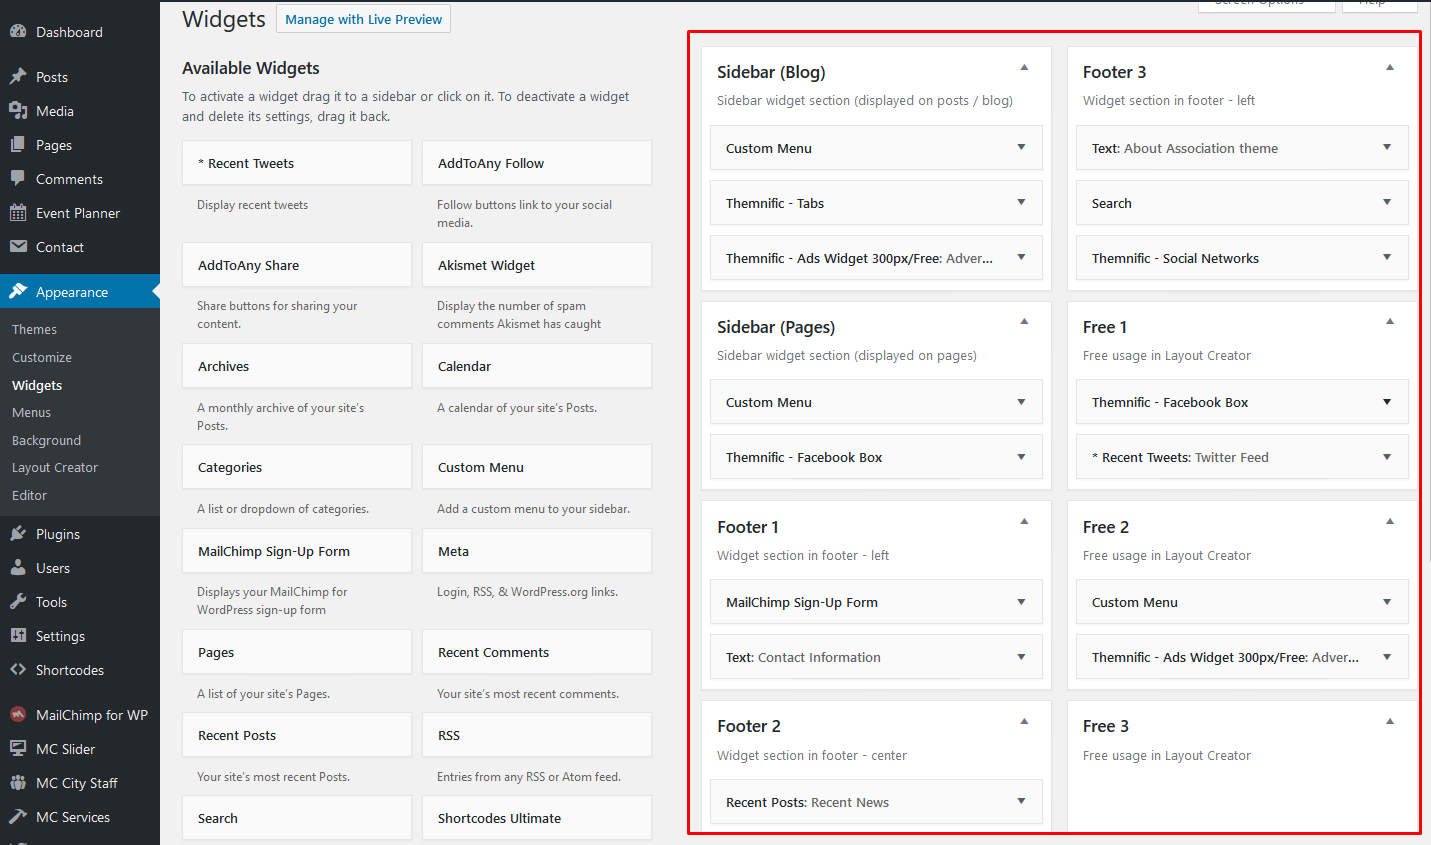 Dashboard
Posts
Media
Pages
Comments
Event Planner
Contact
Appearance
Themes
Customize
Widgets
Menus
Background
Layout Creator
Editor
Plugins
Users
Tools
Settings
Shortcodes
MailChimp for WP
MC Slider
MC City Staff
MC Services
Widgets
Manage with Live Preview
Screen Options
Help
Available Widgets
To activate a widget drag it to a sidebar or click on it. To deactivate a widget
and delete its settings, drag it back.
* Recent Tweets
Display recent tweets
AddToAny Follow
Follow buttons link to your social
media.
AddToAny Share
Share buttons for sharing your
content.
Akismet Widget
Display the number of spam
comments Akismet has caught
Archives
A monthly archive of your site's
Posts.
Calendar
A calendar of your site's Posts.
Categories
A list or dropdown of categories.
Custom Menu
Add a custom menu to your sidebar.
MailChimp Sign-Up Form
Displays your MailChimp for
WordPress sign-up form
Meta
Login, RSS, & WordPress.org links.
Pages
A list of your site's Pages.
Recent Comments
Your site's most recent comments.
Recent Posts
Your site's most recent Posts.
RSS
Entries from any RSS or Atom feed.
Search
Shortcodes Ultimate
Sidebar (Blog)
Sidebar widget section (displayed on posts / blog)
Custom Menu
Themnific - Tabs
Themnific - Ads Widget 300px/Free: Adver...
Sidebar (Pages)
Sidebar widget section (displayed on pages)
Custom Menu
Themnific - Facebook Box
Footer 1
Widget section in footer - left
MailChimp Sign-Up Form
Text: Contact Information
Footer 2
Widget section in footer - center
Recent Posts: Recent News
Footer 3
Widget section in footer - left
Text: About Association theme
Search
Themnific - Social Networks
Free 1
Free usage in Layout Creator
Themnific - Facebook Box
* Recent Tweets: Twitter Feed
Free 2
Free usage in Layout Creator
Custom Menu
Themnific - Ads Widget 300px/Free: Adver...
Free 3
Free usage in Layout Creator